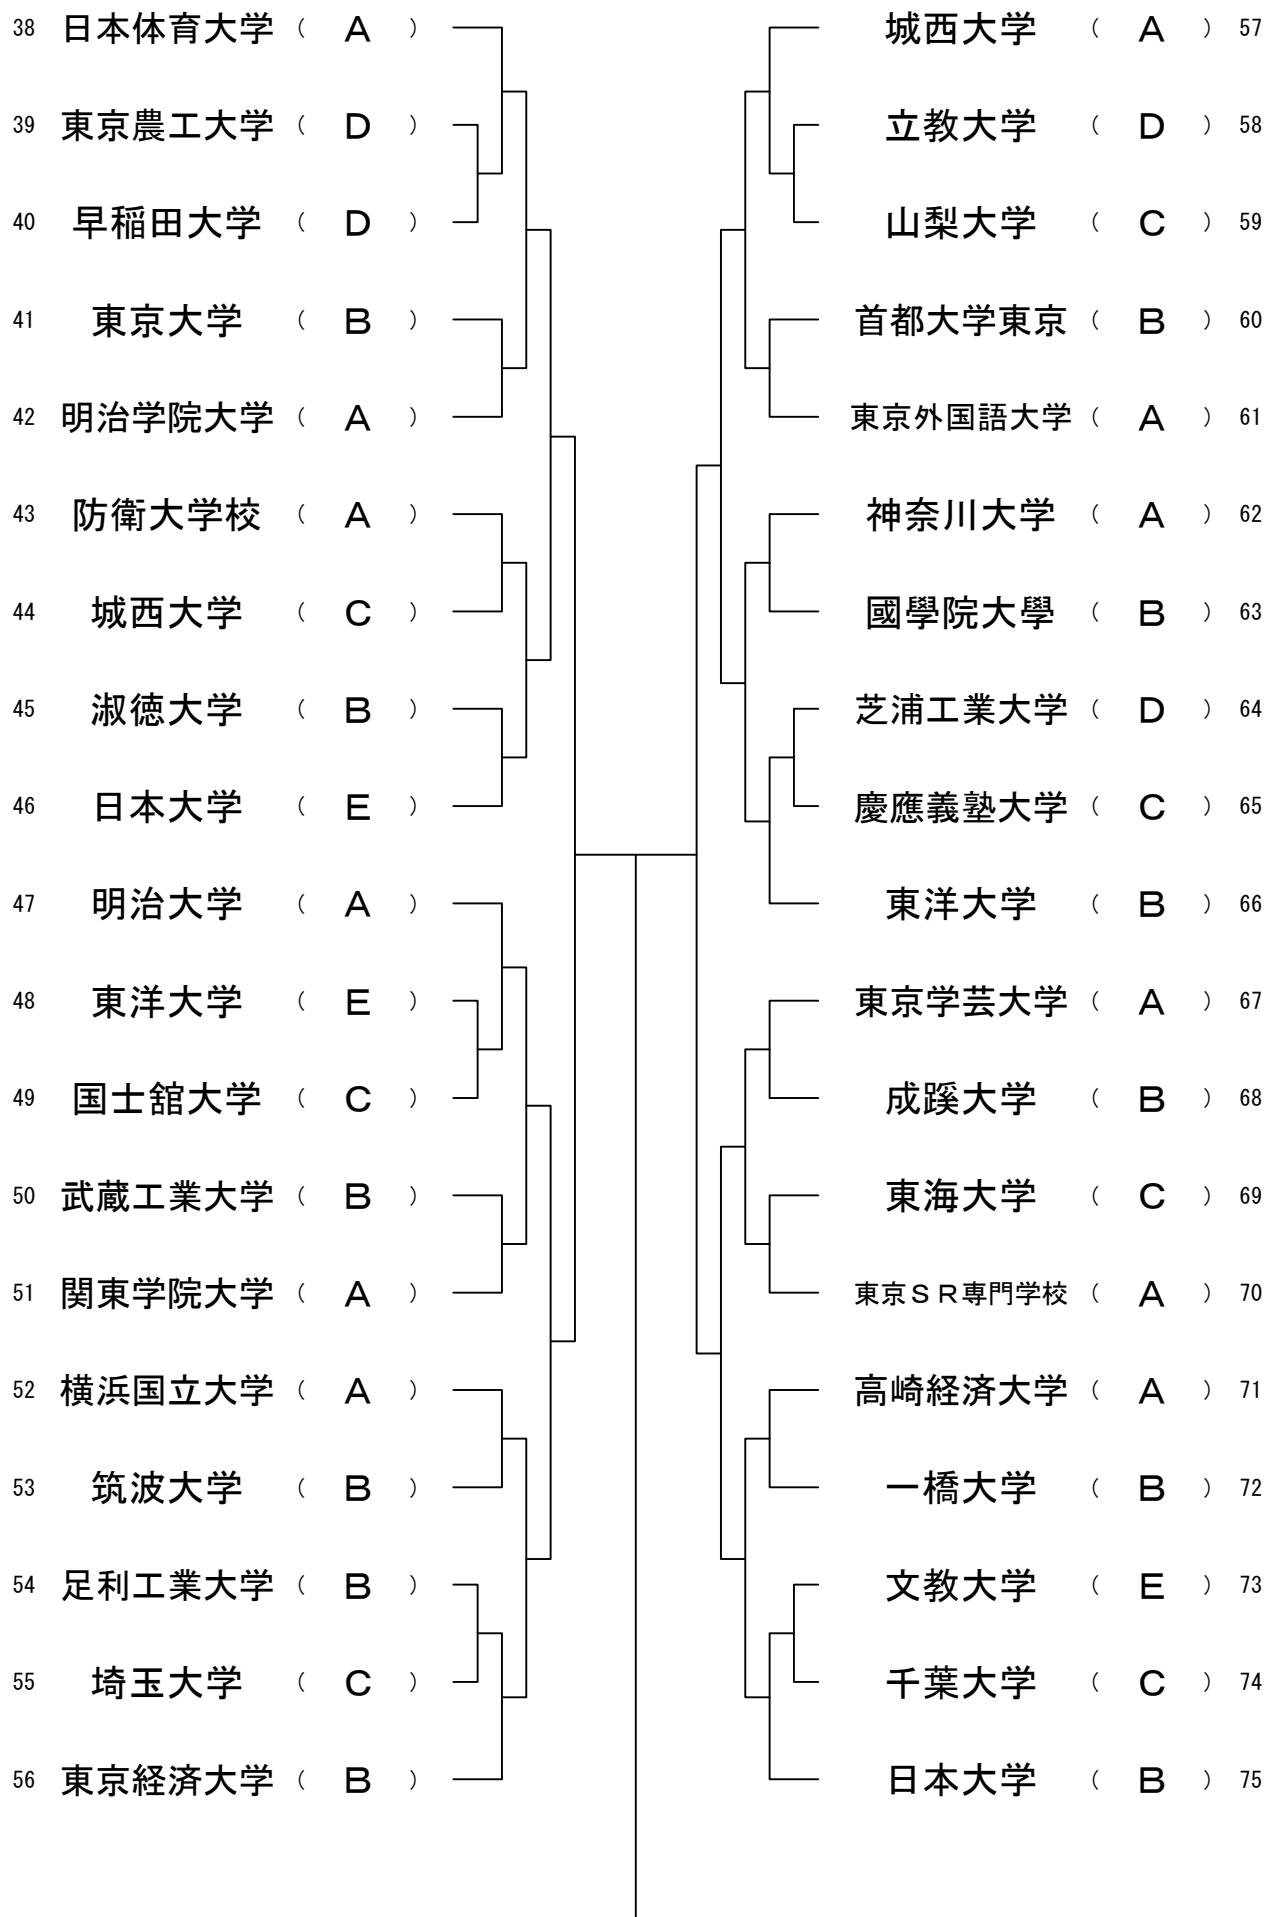 38 日本体育大学 （ A ）
39 東京農工大学 （ D ）
40 早稲田大学 （ D ）
41 東京大学 （ B ）
42 明治学院大学 （ A ）
43 防衛大学校 （ A ）
44 城西大学 （ C ）
45 淑徳大学 （ B ）
46 日本大学 （ E ）
47 明治大学 （ A ）
48 東洋大学 （ E ）
49 国士舘大学 （ C ）
50 武蔵工業大学 （ B ）
51 関東学院大学 （ A ）
52 横浜国立大学 （ A ）
53 筑波大学 （ B ）
54 足利工業大学 （ B ）
55 埼玉大学 （ C ）
56 東京経済大学 （ B ）
城西大学 （ A ） 57
立教大学 （ D ） 58
山梨大学 （ C ） 59
首都大学東京 （ B ） 60
東京外国語大学 （ A ） 61
神奈川大学 （ A ） 62
國學院大學 （ B ） 63
芝浦工業大学 （ D ） 64
慶應義塾大学 （ C ） 65
東洋大学 （ B ） 66
東京学芸大学 （ A ） 67
成蹊大学 （ B ） 68
東海大学 （ C ） 69
東京ＳＲ専門学校 （ A ） 70
高崎経済大学 （ A ） 71
一橋大学 （ B ） 72
文教大学 （ E ） 73
千葉大学 （ C ） 74
日本大学 （ B ） 75